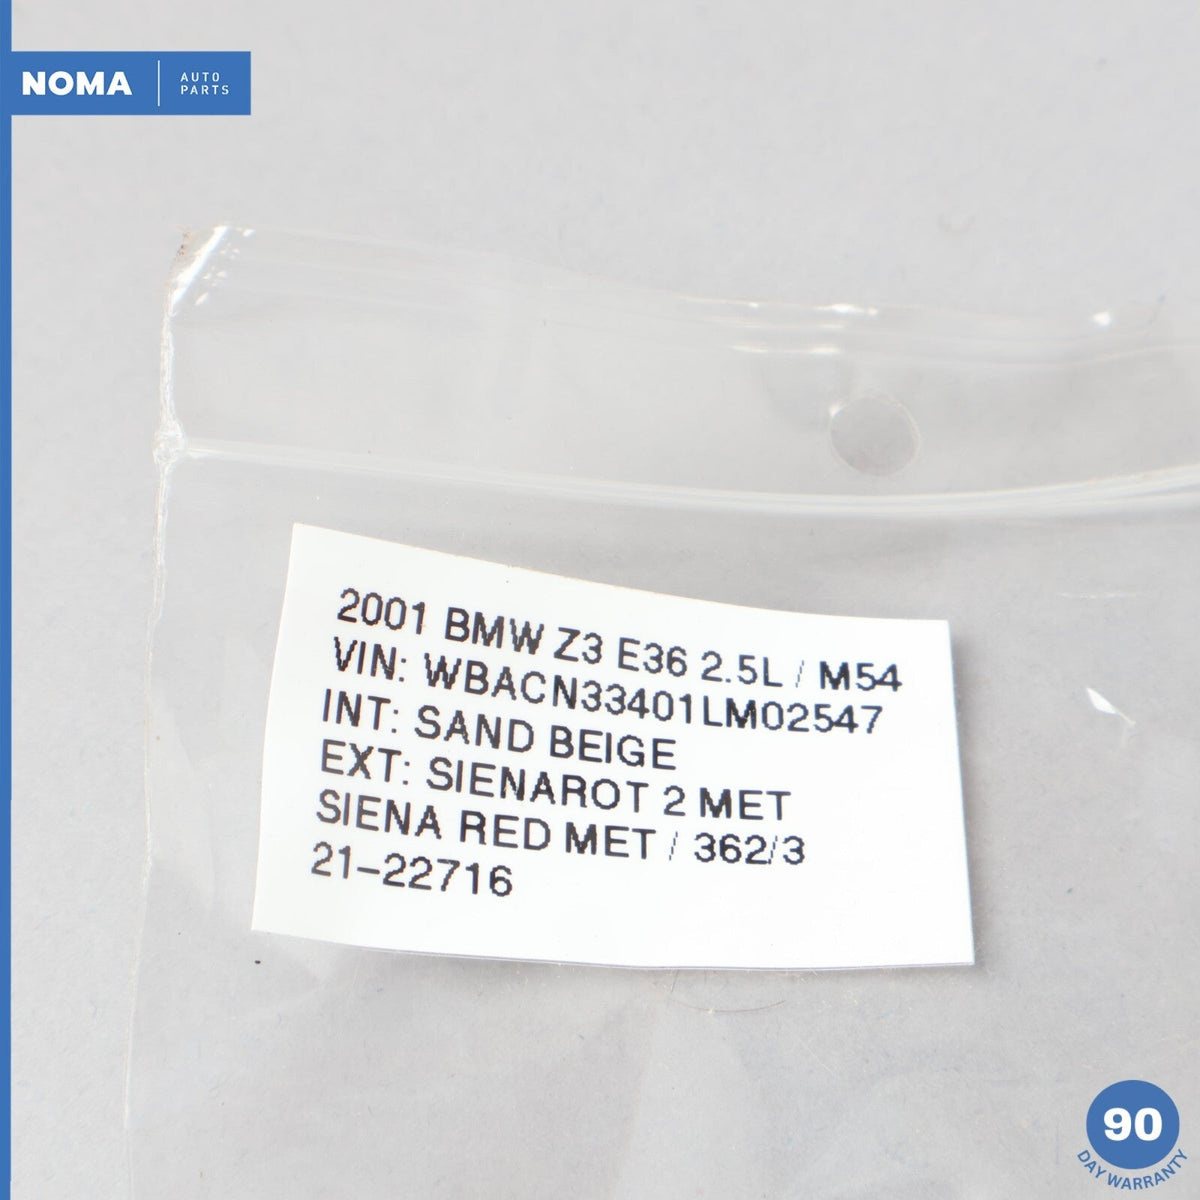 NOMA
AUTO
PARTS
2001 BMW Z3 E36 2.5L / M54
VIN: WBACN33401LM02547
INT: SAND BEIGE
EXT: SIENAROT 2 MET
SIENA RED MET / 362/3
21-22716
90
DAY WARRANTY